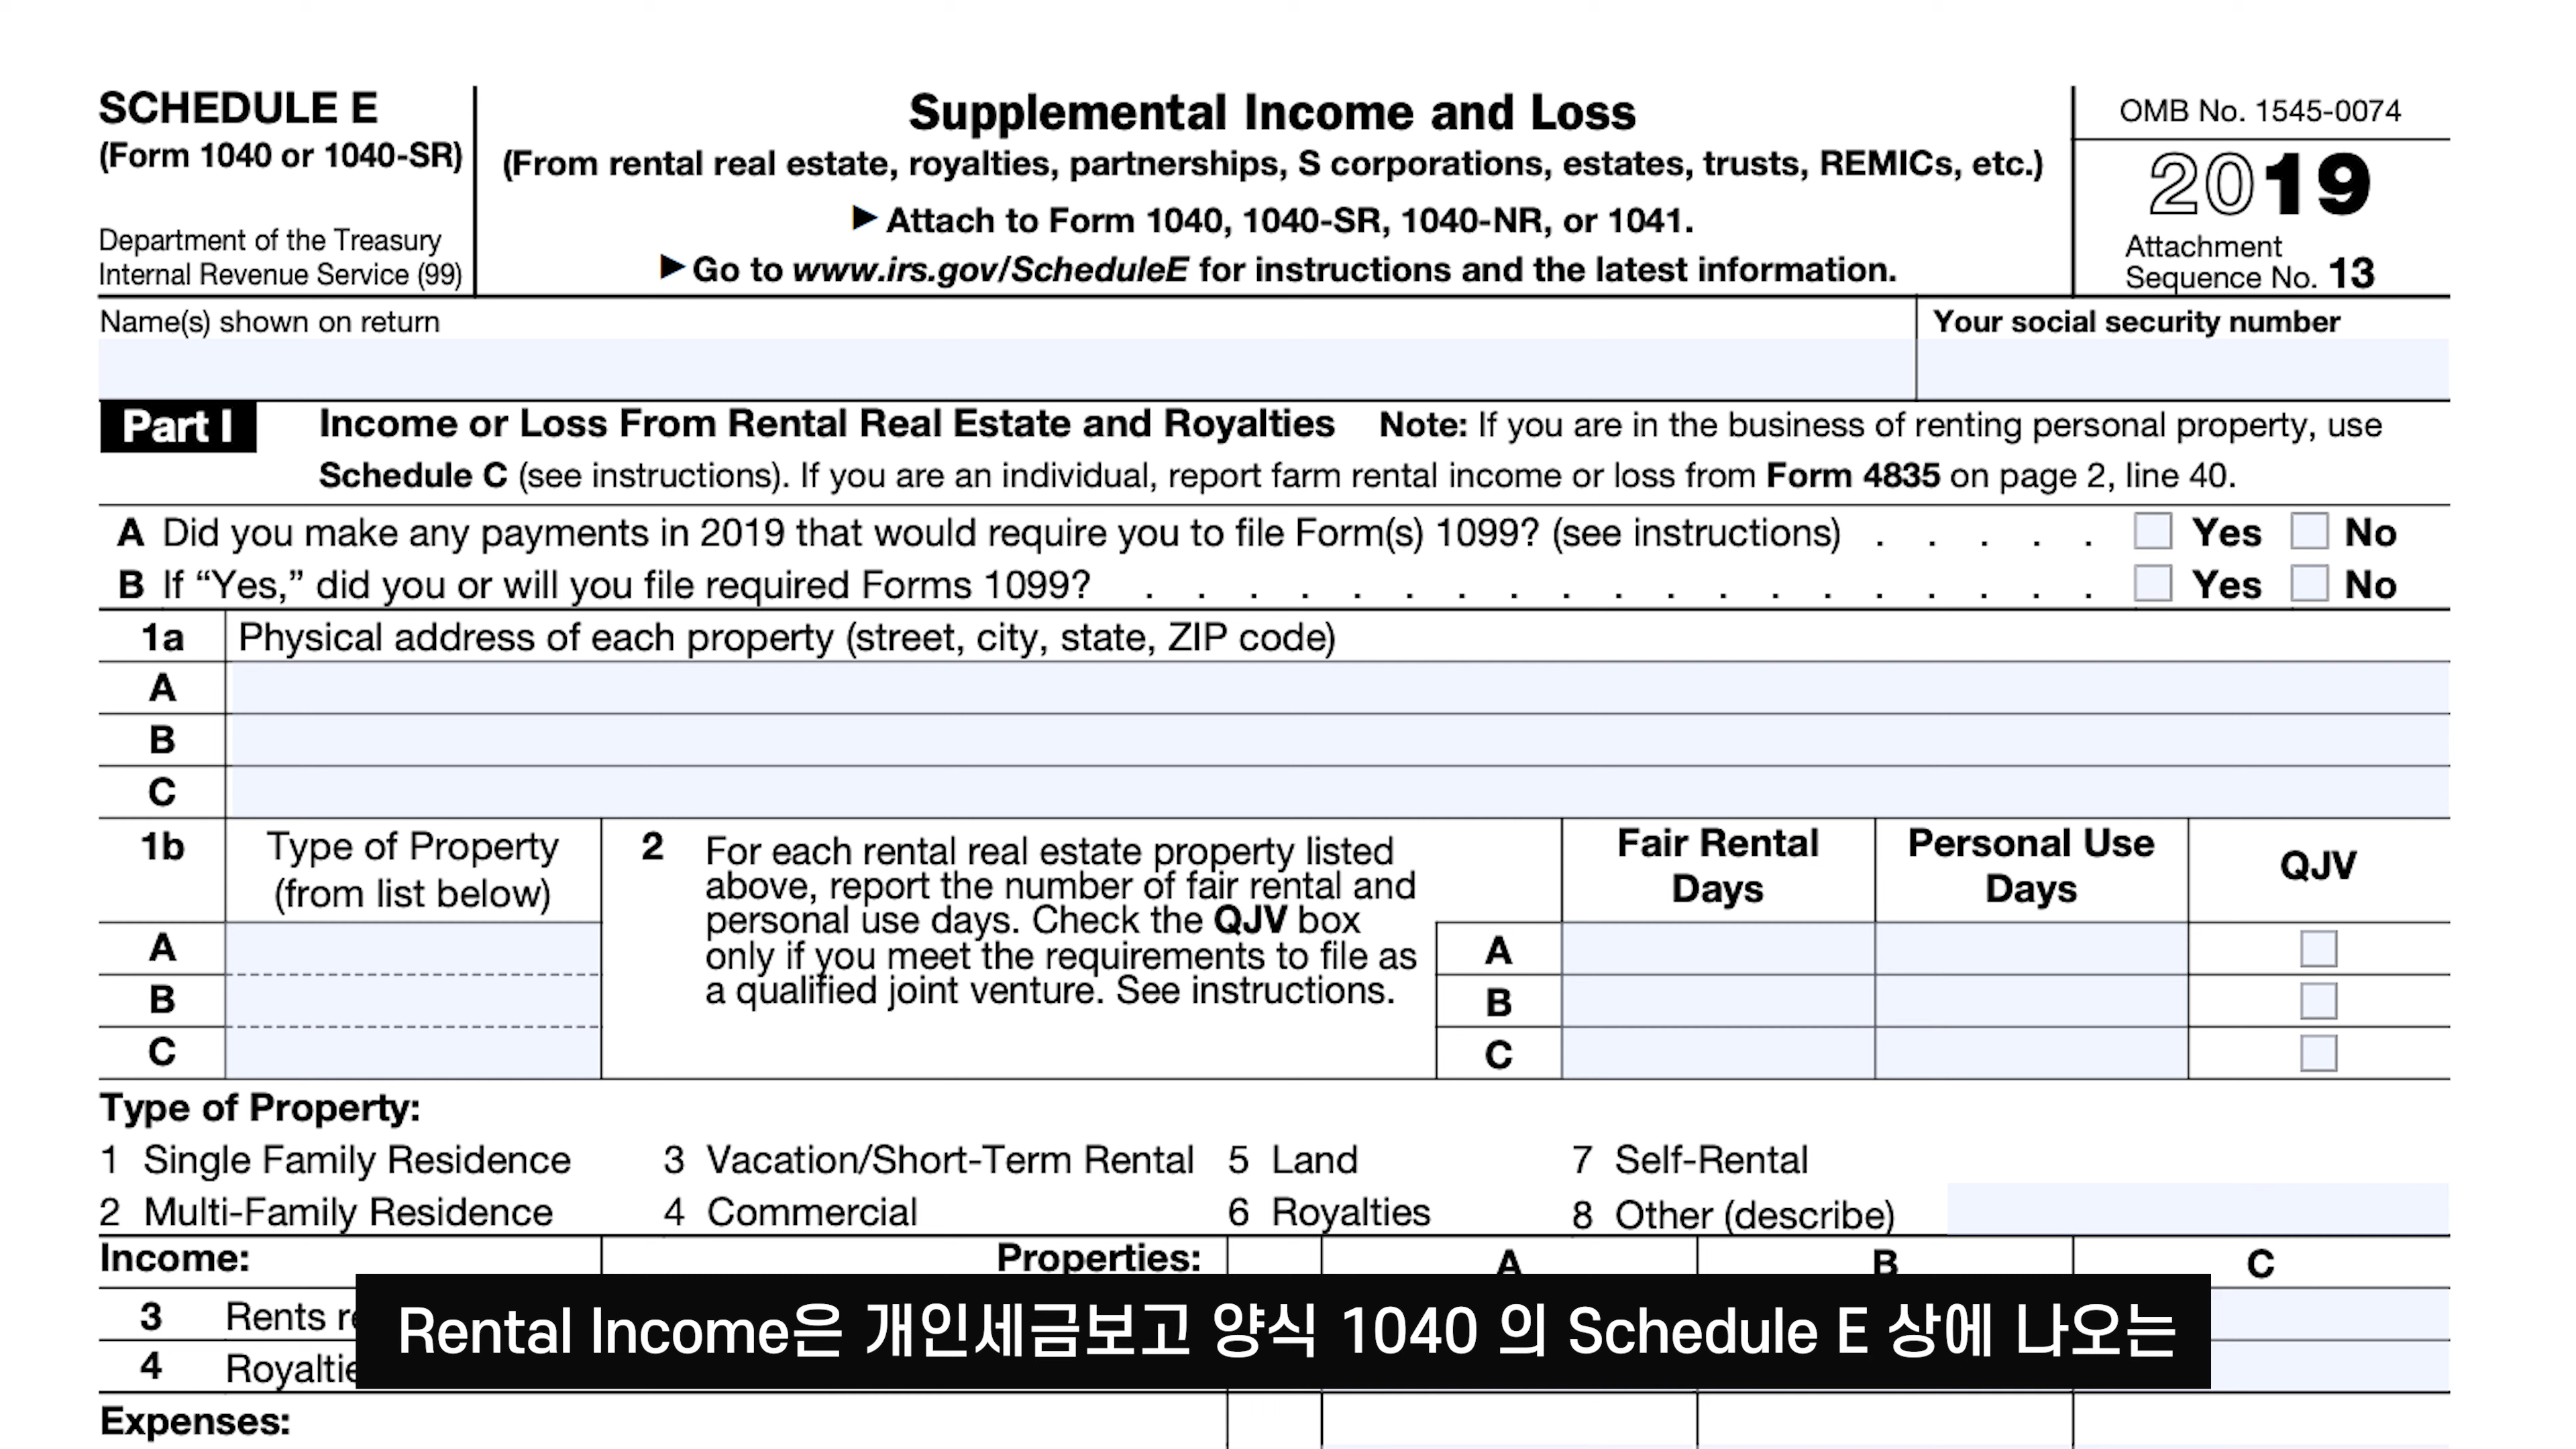 SCHEDULE E
(Form 1040 or 1040-SR)
Department of the Treasury
Internal Revenue Service (99)
Supplemental Income and Loss
(From rental real estate, royalties, partnerships, S corporations, estates, trusts, REMICs, etc.)
▶ Attach to Form 1040, 1040-SR, 1040-NR, or 1041.
▶ Go to www.irs.gov/ScheduleE for instructions and the latest information.
OMB No. 1545-0074
2019
Attachment
Sequence No. 13
Name(s) shown on return
Your social security number
Part I Income or Loss From Rental Real Estate and Royalties Note: If you are in the business of renting personal property, use
Schedule C (see instructions). If you are an individual, report farm rental income or loss from Form 4835 on page 2, line 40.
A Did you make any payments in 2019 that would require you to file Form(s) 1099? (see instructions) . . . . . Yes No
B If “Yes,” did you or will you file required Forms 1099? . . . . . . . . . . . . . . . . . . . Yes No
1a Physical address of each property (street, city, state, ZIP code)
A
B
C
1b Type of Property
(from list below)
A
B
C
2 For each rental real estate property listed
above, report the number of fair rental and
personal use days. Check the QJV box
only if you meet the requirements to file as
a qualified joint venture. See instructions.
Fair Rental
Days
Personal Use
Days
QJV
A
B
C
Type of Property:
1 Single Family Residence 3 Vacation/Short-Term Rental 5 Land 7 Self-Rental
2 Multi-Family Residence 4 Commercial 6 Royalties 8 Other (describe)
Income: Properties: A B C
3 Rents
4
Rental Income은 개인세금보고 양식 1040 의 Schedule E 상에 나오는
Expenses: